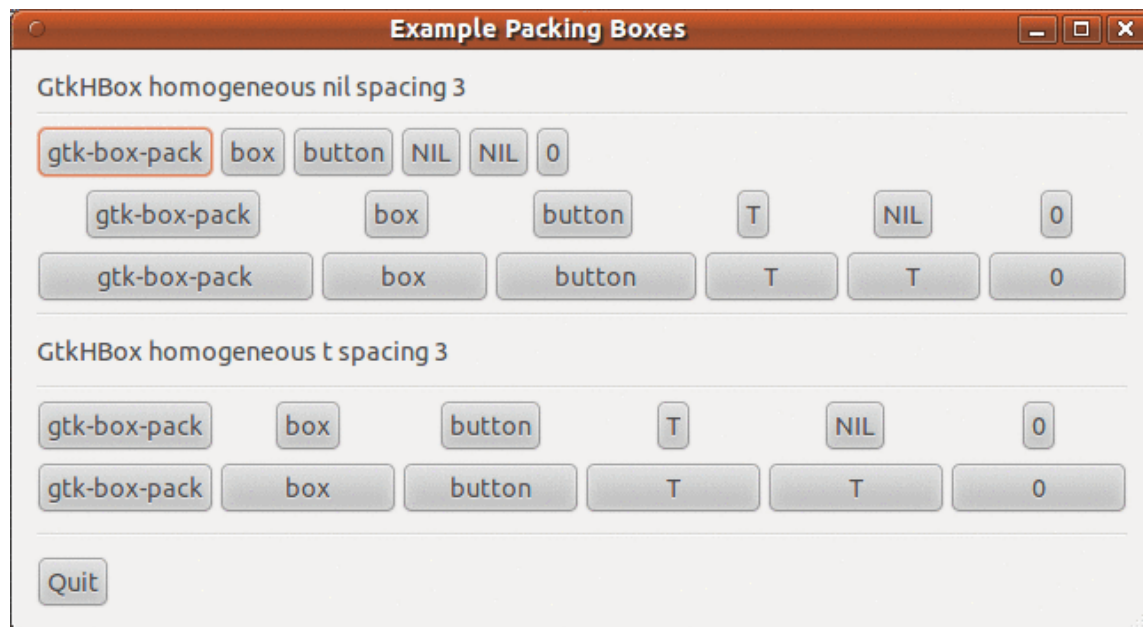 Example Packing Boxes
GtkHBox homogeneous nil spacing 3
gtk-box-pack box button NIL NIL 0
gtk-box-pack box button T NIL 0
gtk-box-pack box button T T 0
GtkHBox homogeneous t spacing 3
gtk-box-pack box button T NIL 0
gtk-box-pack box button T T 0
Quit